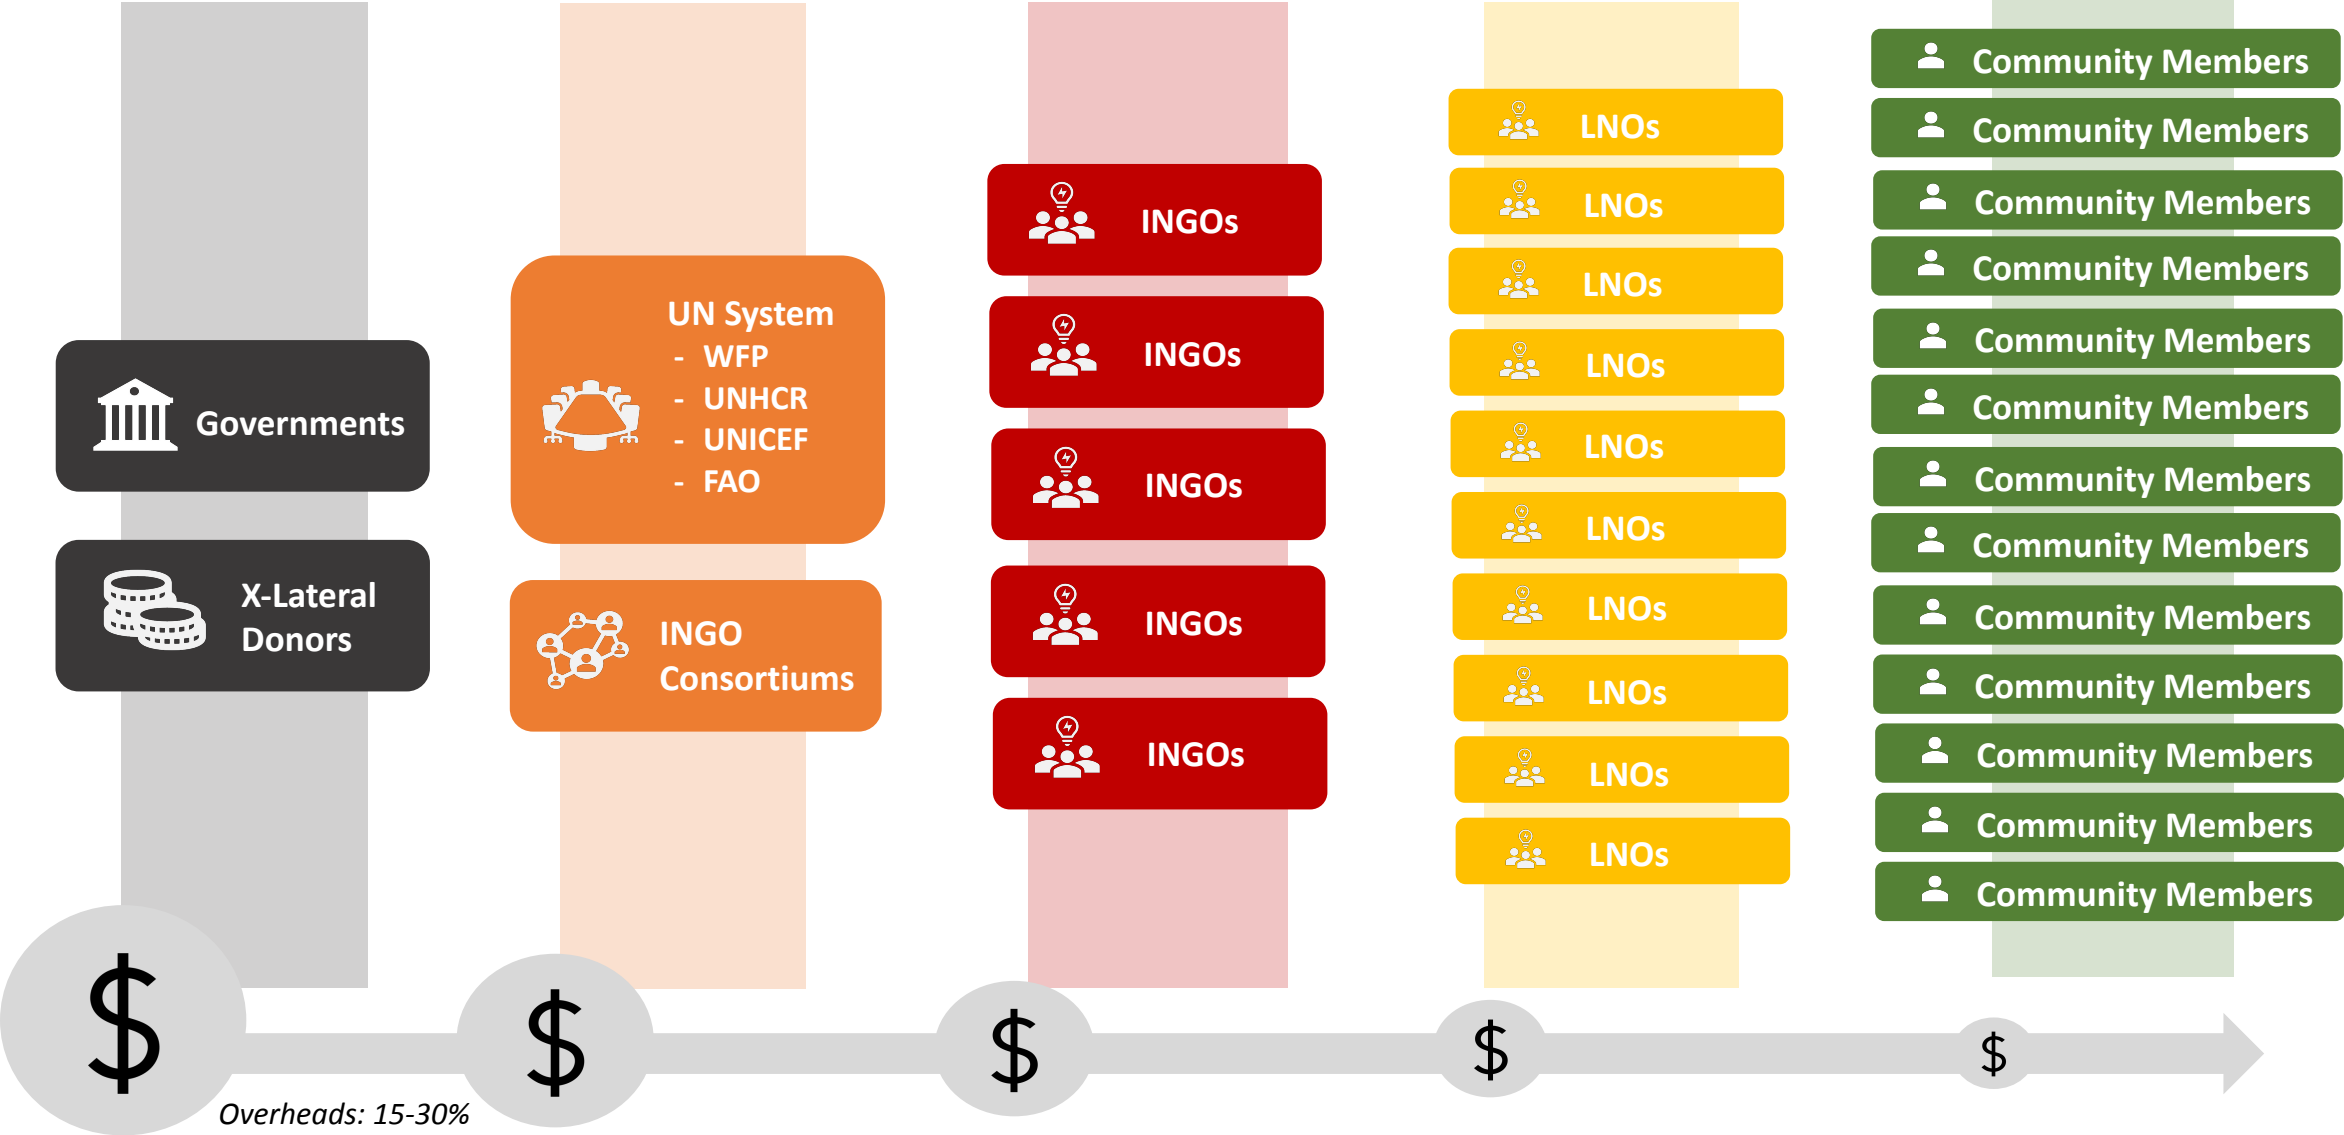 Governments
X-Lateral
Donors
UN System
- WFP
- UNHCR
- UNICEF
- FAO
INGO
Consortiums
INGOs
INGOs
INGOs
INGOs
INGOs
LNOs
LNOs
LNOs
LNOs
LNOs
LNOs
LNOs
LNOs
LNOs
LNOs
Community Members
Community Members
Community Members
Community Members
Community Members
Community Members
Community Members
Community Members
Community Members
Community Members
Community Members
Community Members
Community Members
$ $ $ $ $
Overheads: 15-30%